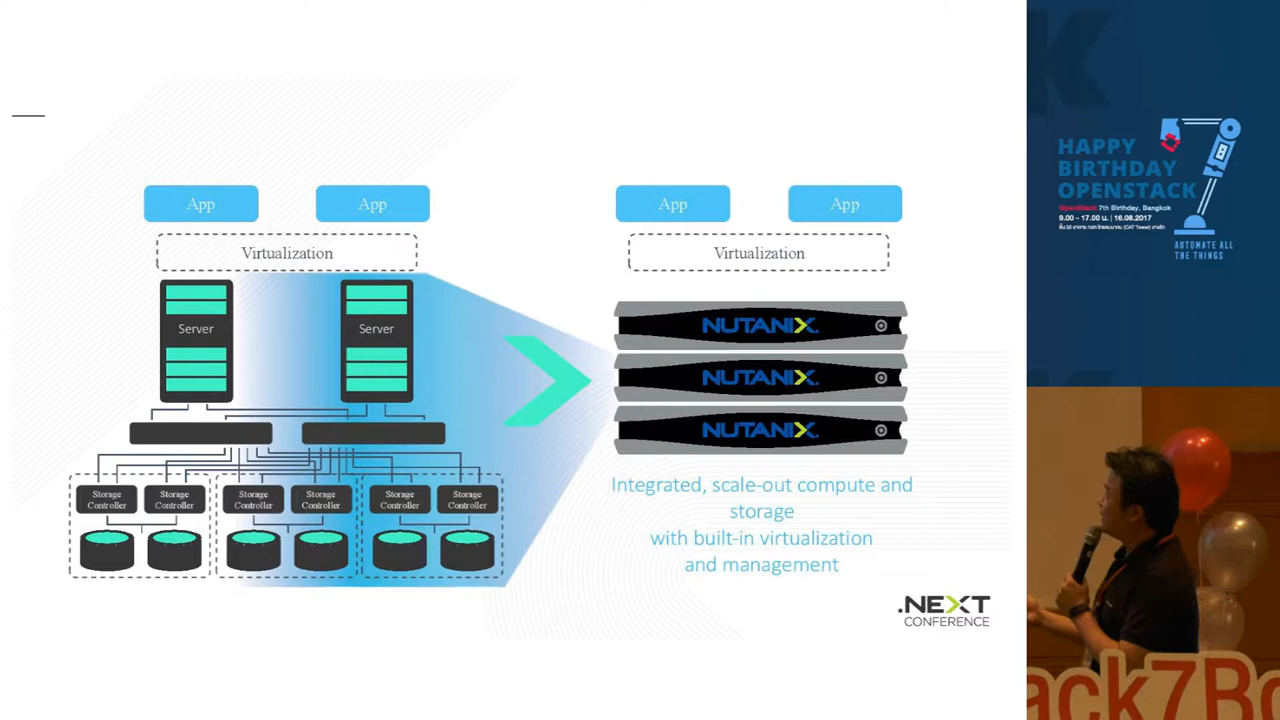 App
App
Virtualization
Server
Server
Storage
Controller
Storage
Controller
Storage
Controller
Storage
Controller
Storage
Controller
Storage
Controller
App
App
Virtualization
NUTANIX
NUTANIX
NUTANIX
Integrated, scale-out compute and
storage
with built-in virtualization
and management
.NEXT
CONFERENCE
HAPPY
BIRTHDAY
OPENSTACK
OpenStack 7th Birthday, Bangkok
9.00 - 17.00 น. | 16.08.2017
AUTOMATE ALL
THE THINGS
ack7B